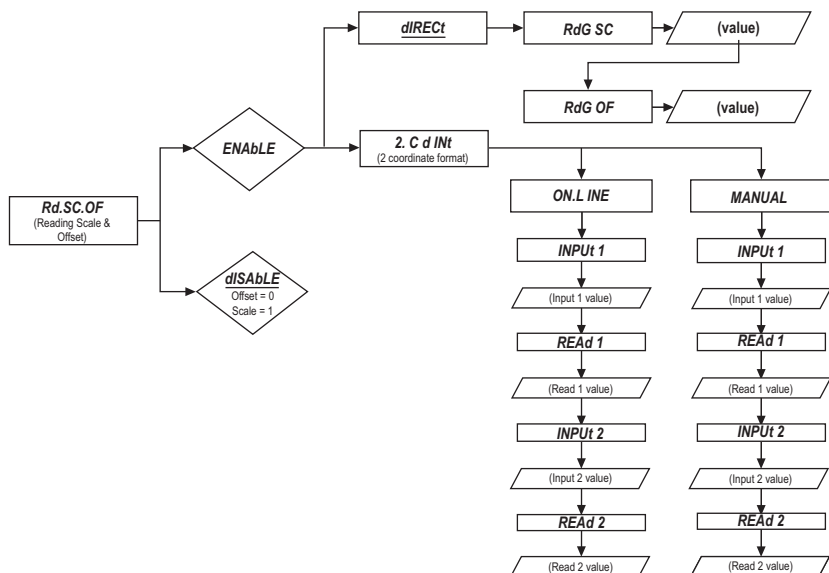 dIRECt
RdG SC
(value)
RdG OF
(value)
ENAbLE
2. C d INt
(2 coordinate format)
Rd.SC.OF
(Reading Scale &
Offset)
dISAbLE
Offset = 0
Scale = 1
ON.L INE
INPUt 1
(Input 1 value)
REAd 1
(Read 1 value)
INPUt 2
(Input 2 value)
REAd 2
(Read 2 value)
MANUAL
INPUt 1
(Input 1 value)
REAd 1
(Read 1 value)
INPUt 2
(Input 2 value)
REAd 2
(Read 2 value)